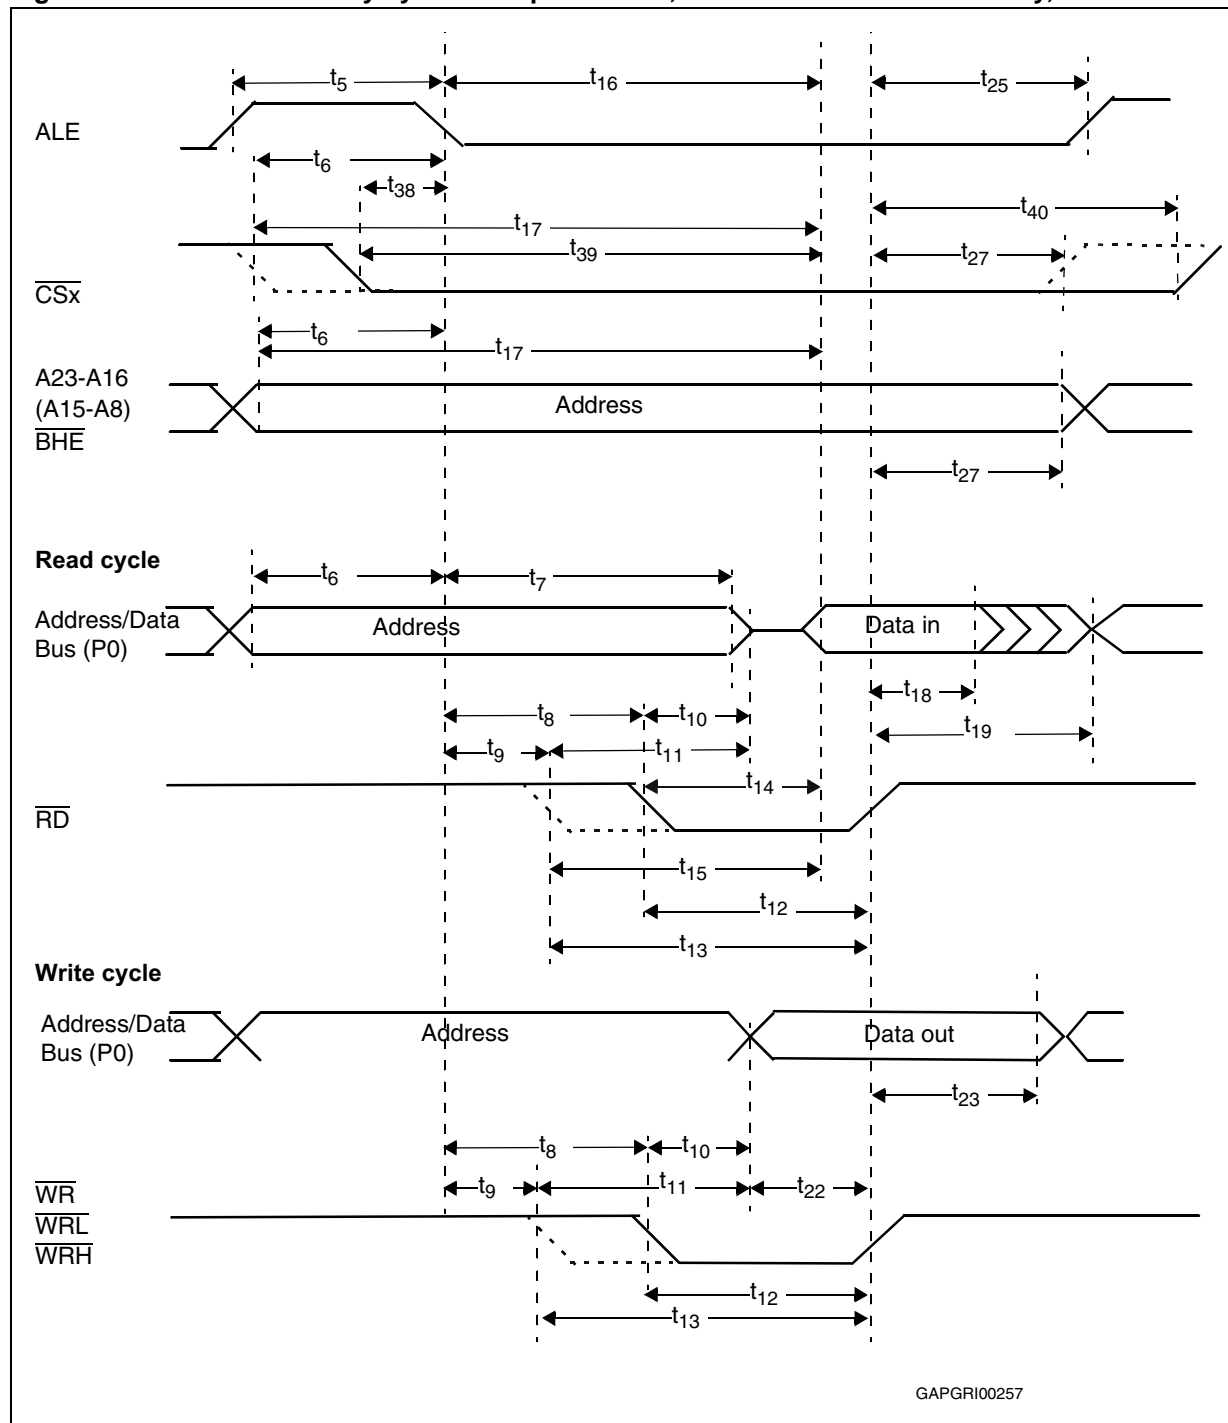 t5 t16 t25
ALE
t6
t38
t40
t17
t39 t27
CSx
t6 t17
A23-A16
(A15-A8) Address
BHE
t27
Read cycle
t6 t7
Address/Data Address Data in
Bus (P0)
t18
t8 t10 t19
t9 t11
t14
RD
t15
t12
t13
Write cycle
Address/Data Address Data out
Bus (P0)
t23
t8 t10
WR t9 t11 t22
WRL
WRH
t12
t13
GAPGRI00257